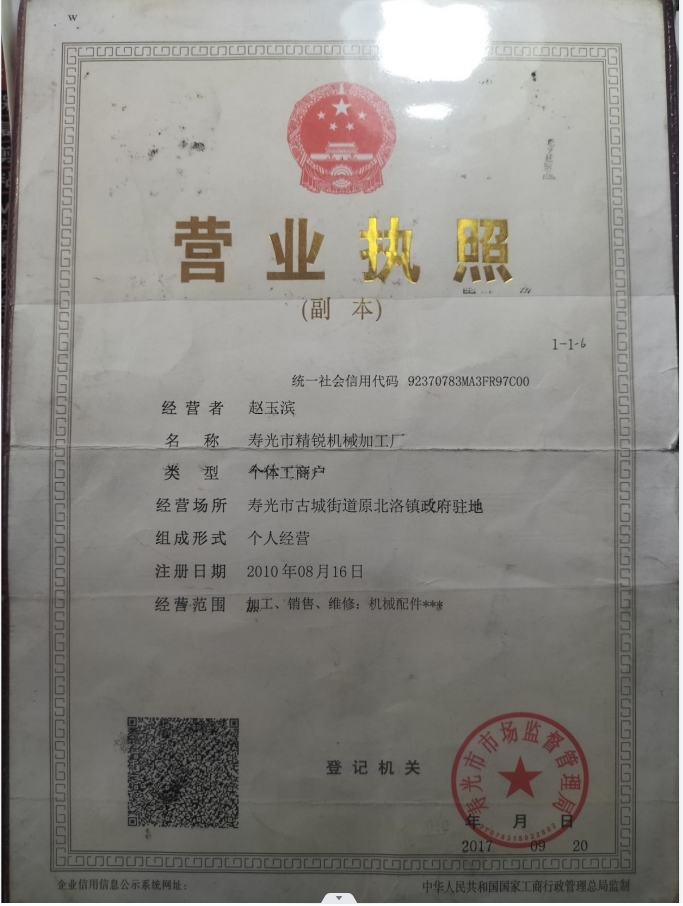 W
营业执照
(副 本)
1-1-6
统一社会信用代码 92370783MA3FR97C00
经营者 赵玉滨
名 称 寿光市精锐机械加工厂
类 型 个体工商户
经营场所 寿光市古城街道原北洛镇政府驻地
组成形式 个人经营
注册日期 2010年08月16日
经营范围 加工、销售、维修：机械配件***
登记机关
寿光市市场监督管理局
年 月 日
2017 09 20
企业信用信息公示系统网址：
中华人民共和国国家工商行政管理总局监制